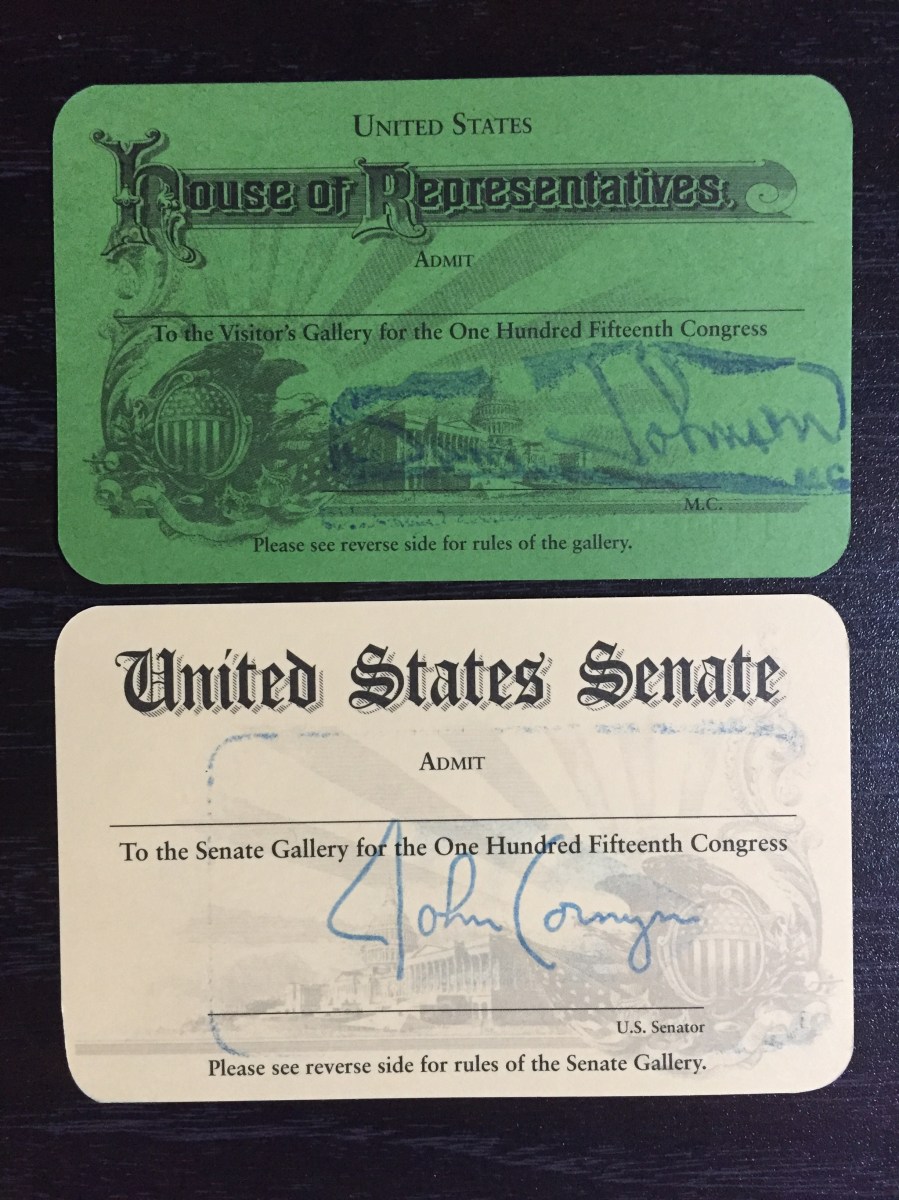 UNITED STATES
House of Representatives.
ADMIT
To the Visitor's Gallery for the One Hundred Fifteenth Congress
Johnson
M.C.
M.C.
Please see reverse side for rules of the gallery.
United States Senate
ADMIT
To the Senate Gallery for the One Hundred Fifteenth Congress
John Cornyn
U.S. Senator
Please see reverse side for rules of the Senate Gallery.